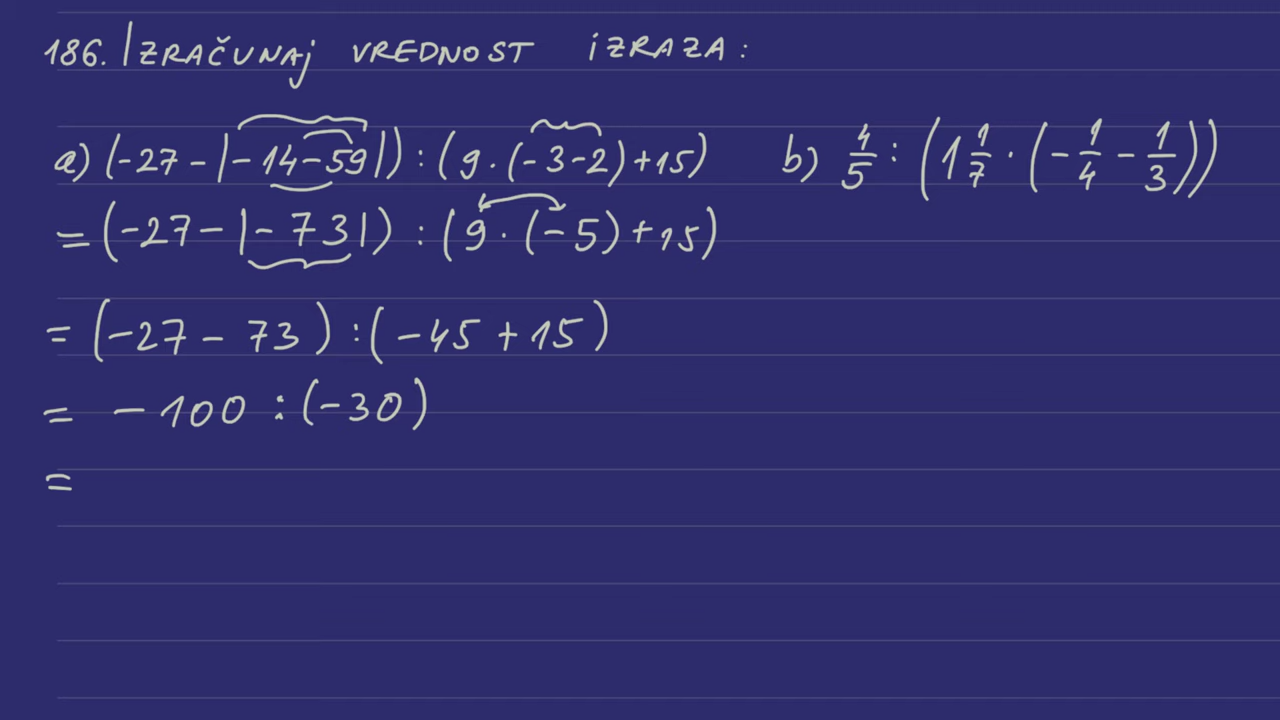 186. IZRAČUNAj VREDNOST iZRAZA:
a) (-27-|-14-59|) : (9·(-3-2)+15) b) 4/5 : (1 1/7 · (-1/4 - 1/3))
= (-27-|-73|) : (9·(-5)+15)
= (-27-73) : (-45+15)
= -100 : (-30)
=